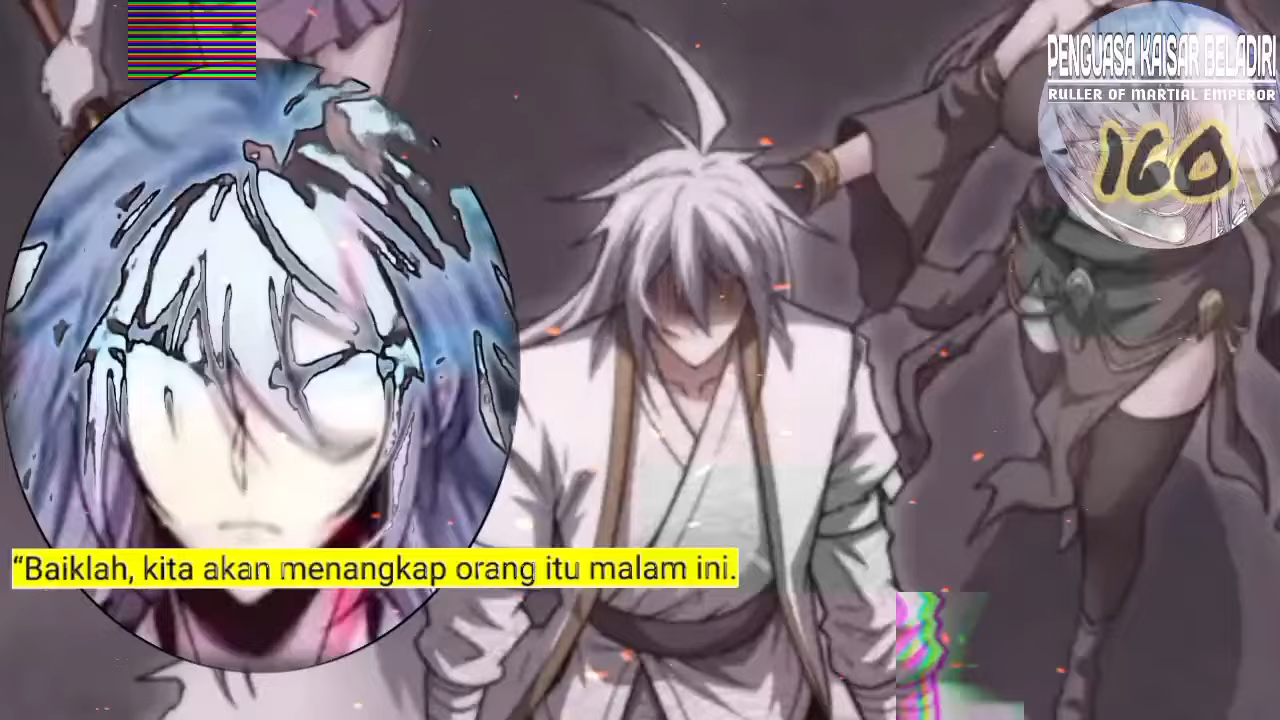 PENGUASA KAISAR BELADIRI
RULLER OF MARTIAL EMPEROR
160
“Baiklah, kita akan menangkap orang itu malam ini.